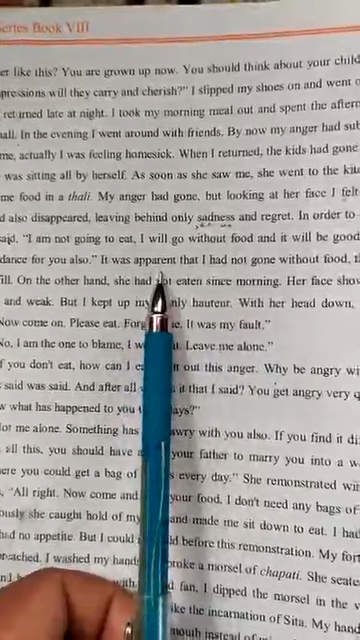 Series Book VIII
er like this? You are grown up now. You should think about your child
pressions will they carry and cherish?" I slipped my shoes on and went o
returned late at night. I took my morning meal out and spent the aftern
all. In the evening I went around with friends. By now my anger had sub
me, actually I was feeling homesick. When I returned, the kids had gone
was sitting all by herself. As soon as she saw me, she went to the kit
me food in a thali. My anger had gone, but looking at her face I felt
d also disappeared, leaving behind only sadness and regret. In order to
said, "I am not going to eat, I will go without food and it will be good
dance for you also." It was apparent that I had not gone without food, t
ill. On the other hand, she had not eaten since morning. Her face show
and weak. But I kept up my nly hauteur. With her head down,
Now come on. Please eat. Forg e. It was my fault."
No, I am the one to blame, I w t. Leave me alone."
f you don't eat, how can I e t out this anger. Why be angry wi
said was said. And after all w it that I said? You get angry very q
w what has happened to you ays?"
et me alone. Something has awry with you also. If you find it di
all this, you should have your father to marry you into a w
ere you could get a bag of every day." She remonstrated wi
"All right. Now come and your food. I don't need any bags of
ously she caught hold of my and made me sit down to eat. I had
had no appetite. But I could ld before this remonstration. My for
reached. I washed my hands broke a morsel of chapati. She seate
with fan, I dipped the morsel in the
ike the incarnation of Sita. My hand
mouth instead of